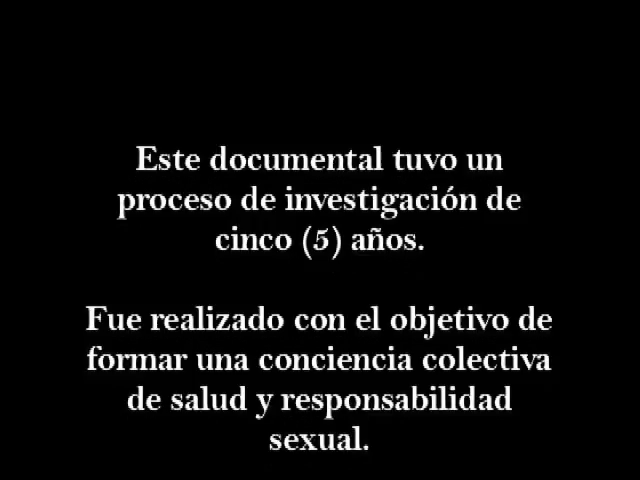 Este documental tuvo un
proceso de investigación de
cinco (5) años.
Fue realizado con el objetivo de
formar una conciencia colectiva
de salud y responsabilidad
sexual.